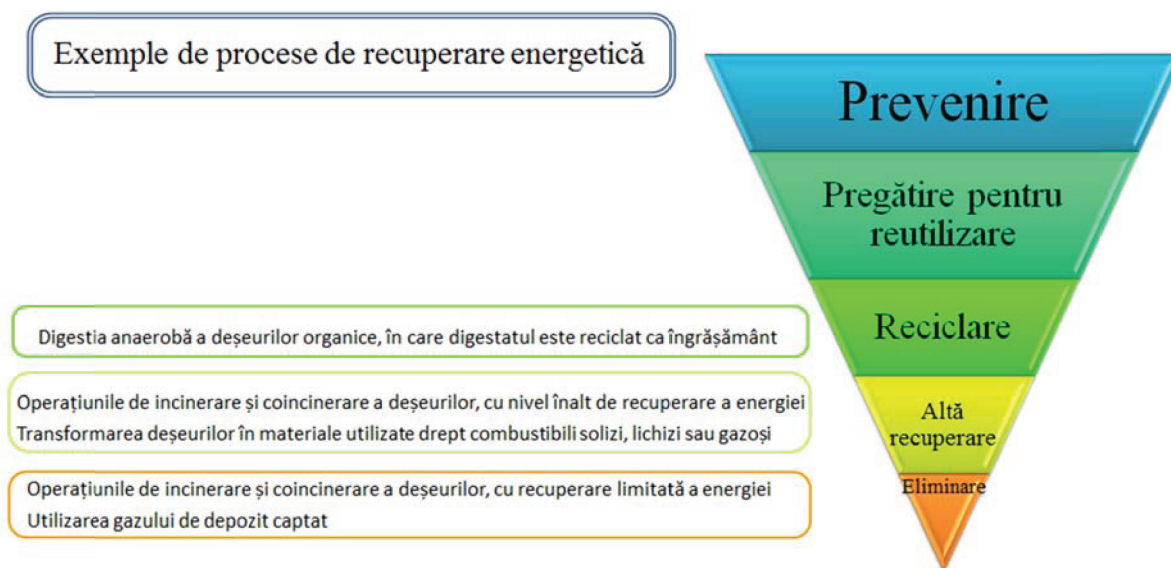 Exemple de procese de recuperare energetică
Prevenire
Pregătire pentru
reutilizare
Reciclare
Digestia anaerobă a deșeurilor organice, în care digestatul este reciclat ca îngrășământ
Altă
recuperare
Operațiunile de incinerare și coincinerare a deșeurilor, cu nivel înalt de recuperare a energiei
Transformarea deșeurilor în materiale utilizate drept combustibili solizi, lichizi sau gazoși
Eliminare
Operațiunile de incinerare și coincinerare a deșeurilor, cu recuperare limitată a energiei
Utilizarea gazului de depozit captat